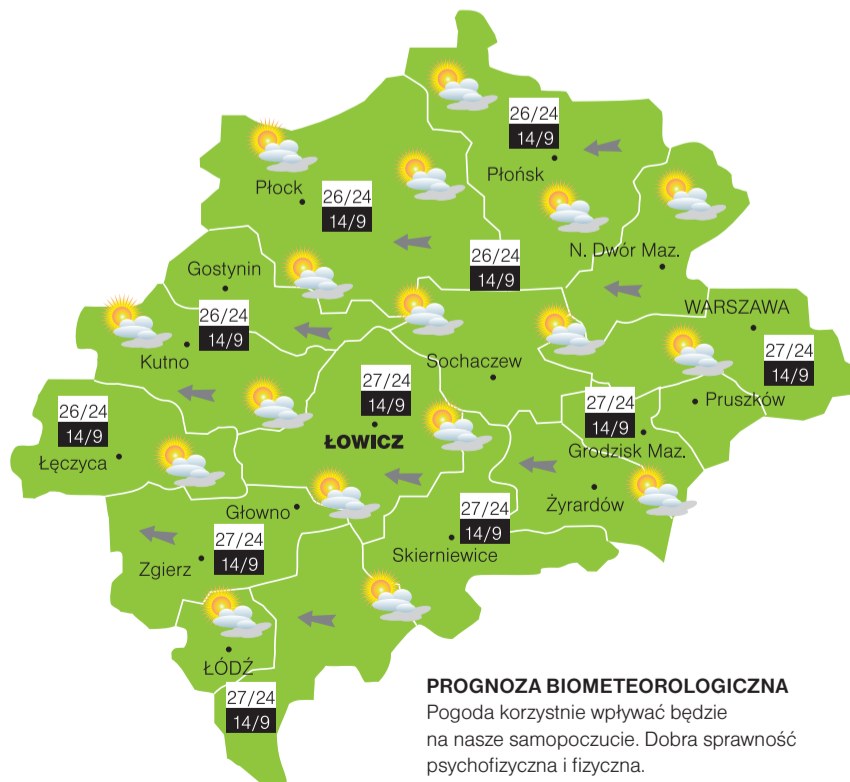 26/24
14/9
Płońsk
Płock
26/24
14/9
26/24
14/9
N. Dwór Maz.
Gostynin
WARSZAWA
26/24
14/9
Kutno
Sochaczew
27/24
14/9
27/24
14/9
Pruszków
26/24
14/9
ŁOWICZ
27/24
14/9
Grodzisk Maz.
Łęczyca
Głowno
Żyrardów
27/24
14/9
Skierniewice
27/24
14/9
Zgierz
ŁÓDŹ
27/24
14/9
PROGNOZA BIOMETEOROLOGICZNA
Pogoda korzystnie wpływać będzie
na nasze samopoczucie. Dobra sprawność
psychofizyczna i fizyczna.